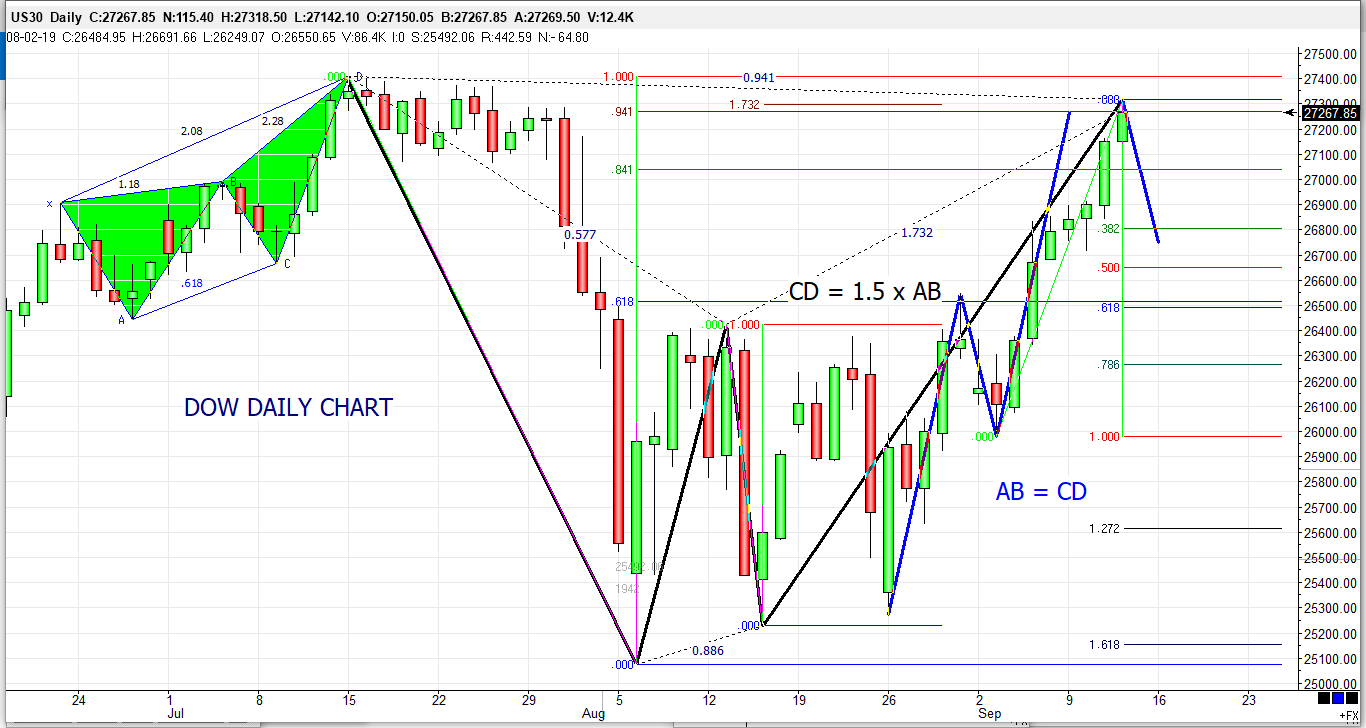 US30 Daily C:27267.85 N:115.40 H:27318.50 L:27142.10 O:27150.05 B:27267.85 A:27269.50 V:12.4K
08-02-19 C:26484.95 H:26691.66 L:26249.07 O:26550.65 V:86.4K I:0 S:25492.06 R:442.59 N:-64.80
27500.00
.000 D 1.000 0.941 27400.00
.941 1.732 .000 27300.00
27267.85
2.08 2.28 27200.00
27100.00
.841
1.18 B 27000.00
X 26900.00
0.577 1.732 .382 26800.00
26700.00
C .500
.618 26600.00
CD = 1.5 x AB
.618 .618 26500.00
A .000 1.000 26400.00
26300.00
.786
26200.00
DOW DAILY CHART 26100.00
.000 1.000 26000.00
25900.00
AB = CD 25800.00
25700.00
1.272 25600.00
25500.00
1942 25400.00
25300.00
.000 25200.00
0.886 1.618
.000 25100.00
25000.00
24 1 8 15 22 29 5 12 19 26 2 9 16 23
Jul Aug Sep
+FX